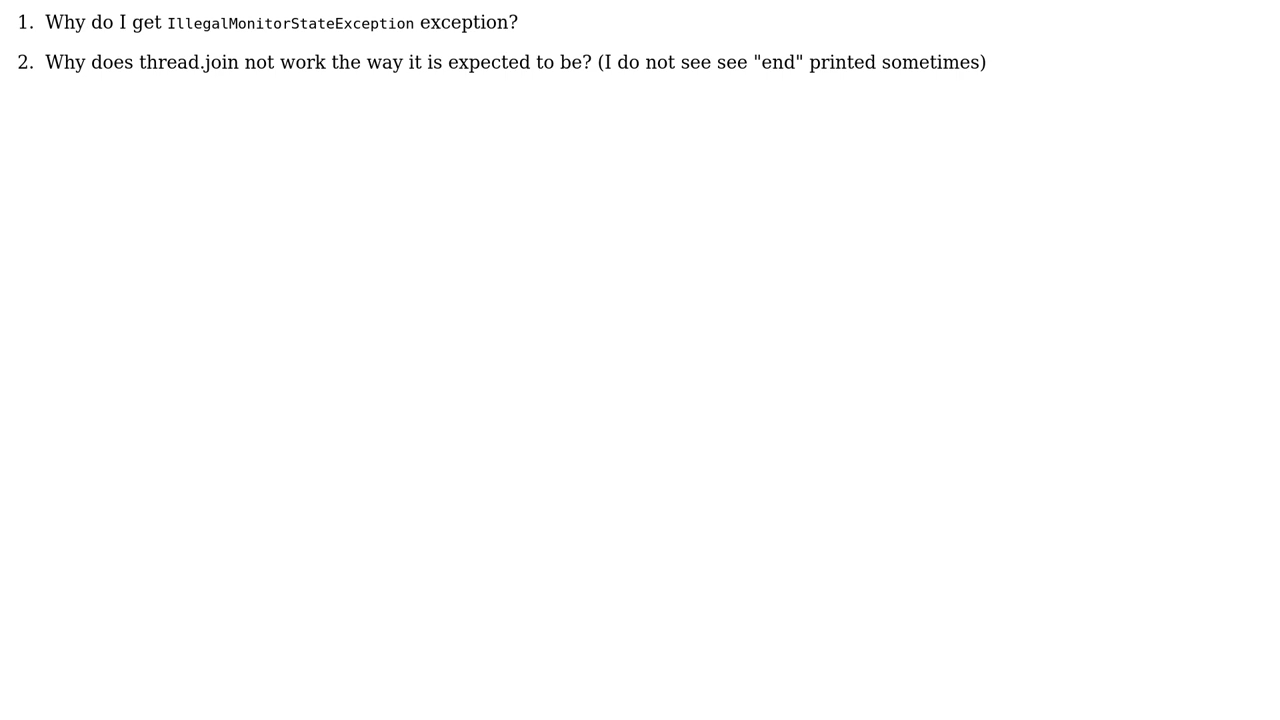 1. Why do I get IllegalMonitorStateException exception?
2. Why does thread.join not work the way it is expected to be? (I do not see see "end" printed sometimes)